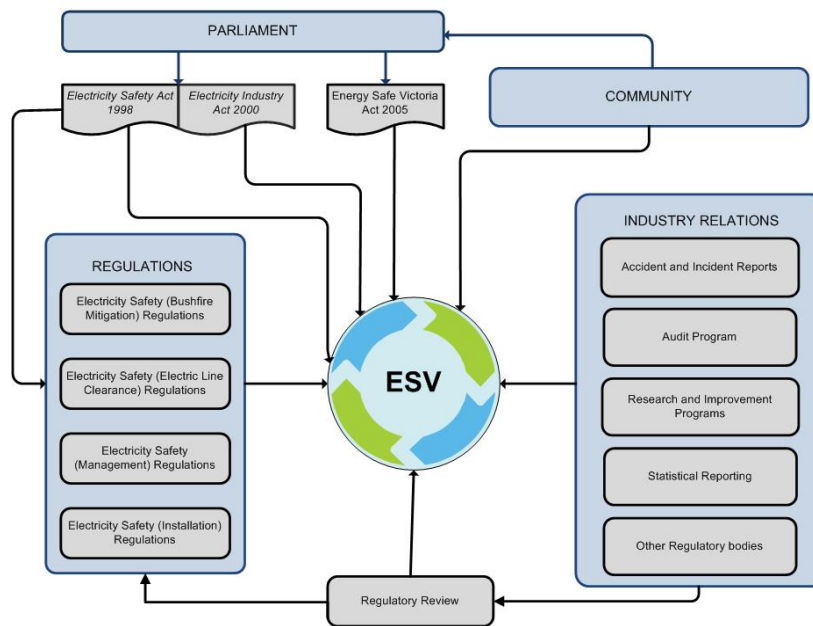 PARLIAMENT
Electricity Safety Act
1998
Electricity Industry
Act 2000
Energy Safe Victoria
Act 2005
COMMUNITY
REGULATIONS
Electricity Safety (Bushfire
Mitigation) Regulations
Electricity Safety (Electric Line
Clearance) Regulations
Electricity Safety
(Management) Regulations
Electricity Safety (Installation)
Regulations
ESV
INDUSTRY RELATIONS
Accident and Incident Reports
Audit Program
Research and Improvement
Programs
Statistical Reporting
Other Regulatory bodies
Regulatory Review